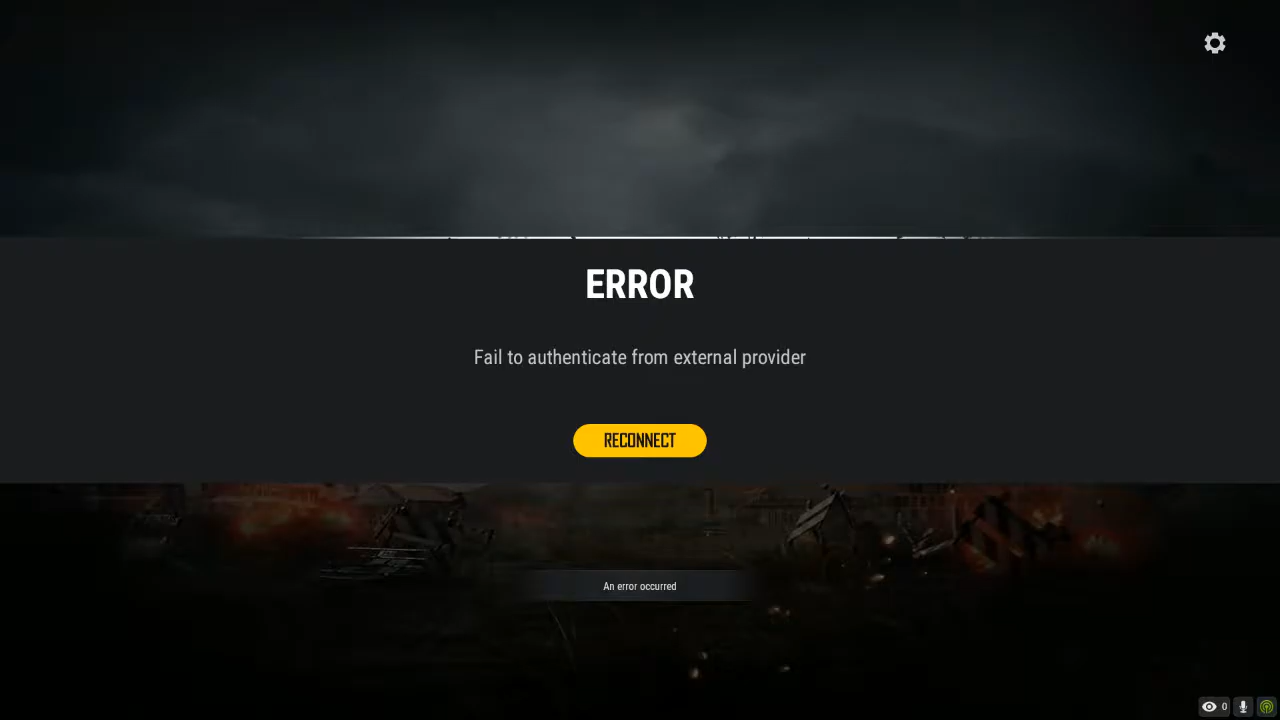 ERROR
Fail to authenticate from external provider
RECONNECT
An error occurred
0